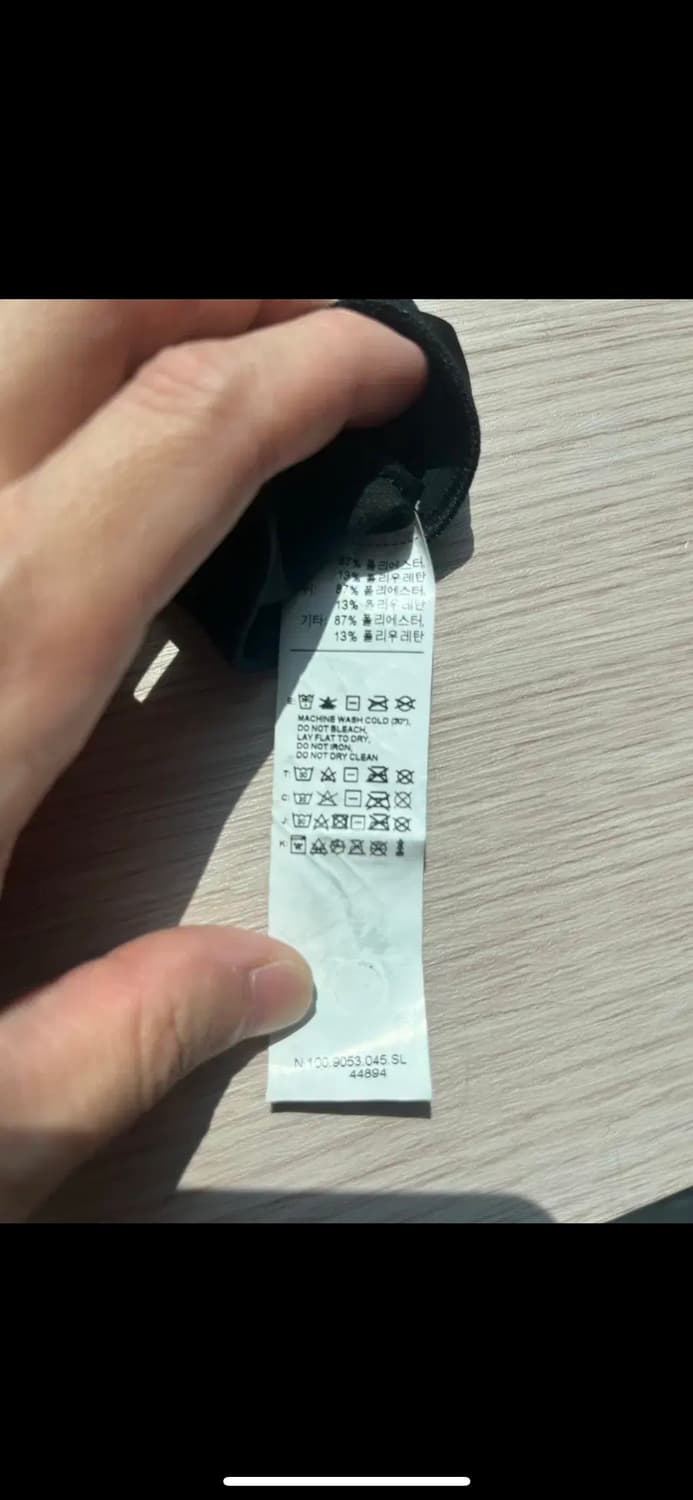 87% 폴리에스터,
13% 폴리우레탄
87% 폴리에스터,
13% 폴리우레탄
기타: 87% 폴리에스터,
13% 폴리우레탄
E:
MACHINE WASH COLD (30°),
DO NOT BLEACH,
LAY FLAT TO DRY,
DO NOT IRON,
DO NOT DRY CLEAN
T: 30
C: 30
J: 30
K:
N 100.9053.045.SL
44894